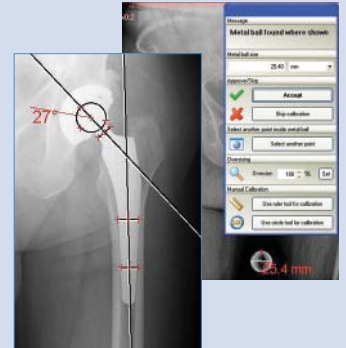 Message
Metal ball found where shown
Metal ball size
25.40 mm
Approve/Skip
Accept
Skip calibration
Select another point inside metal ball
Select another point
Oversizing
Oversize: 100 % Set
Manual Calibration
Use ruler tool for calibration
Use circle tool for calibration
27°
25.4 mm